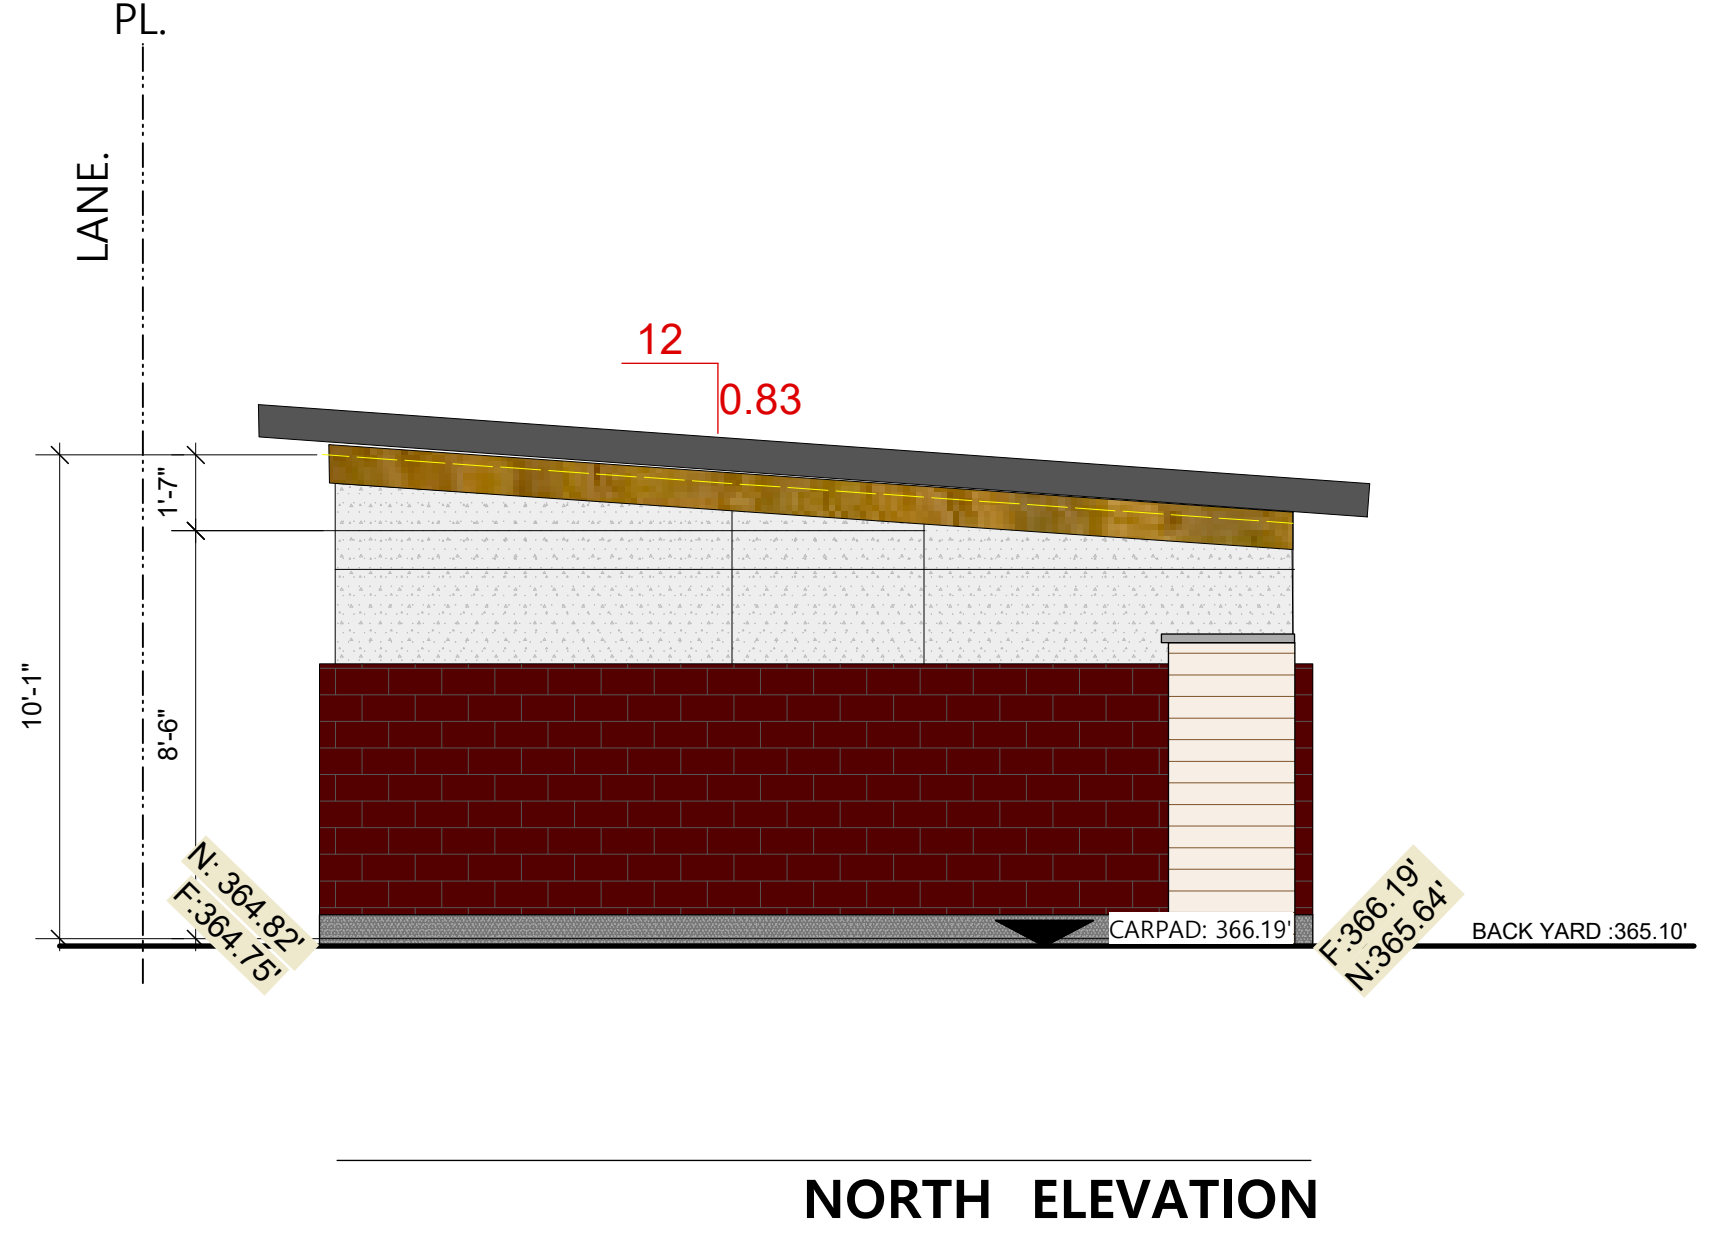 PL.
LANE.
12
0.83
1'-7"
10'-1"
8'-6"
N: 364.82'
F:364.75'
CARPAD: 366.19'
F:366.19'
N:365.64'
BACK YARD :365.10'
NORTH ELEVATION